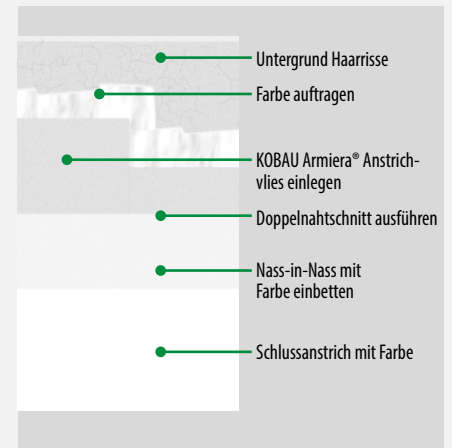 Untergrund Haarrisse
Farbe auftragen
KOBAU Armiera® Anstrich-
vlies einlegen
Doppelnahtschnitt ausführen
Nass-in-Nass mit
Farbe einbetten
Schlussanstrich mit Farbe